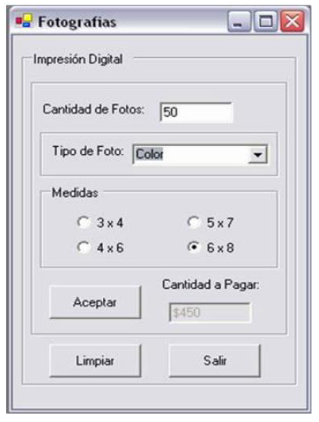 Fotografias
Impresión Digital
Cantidad de Fotos: 50
Tipo de Foto: Color
Medidas
3 x 4 5 x 7
4 x 6 6 x 8
Cantidad a Pagar:
Aceptar $450
Limpiar Salir